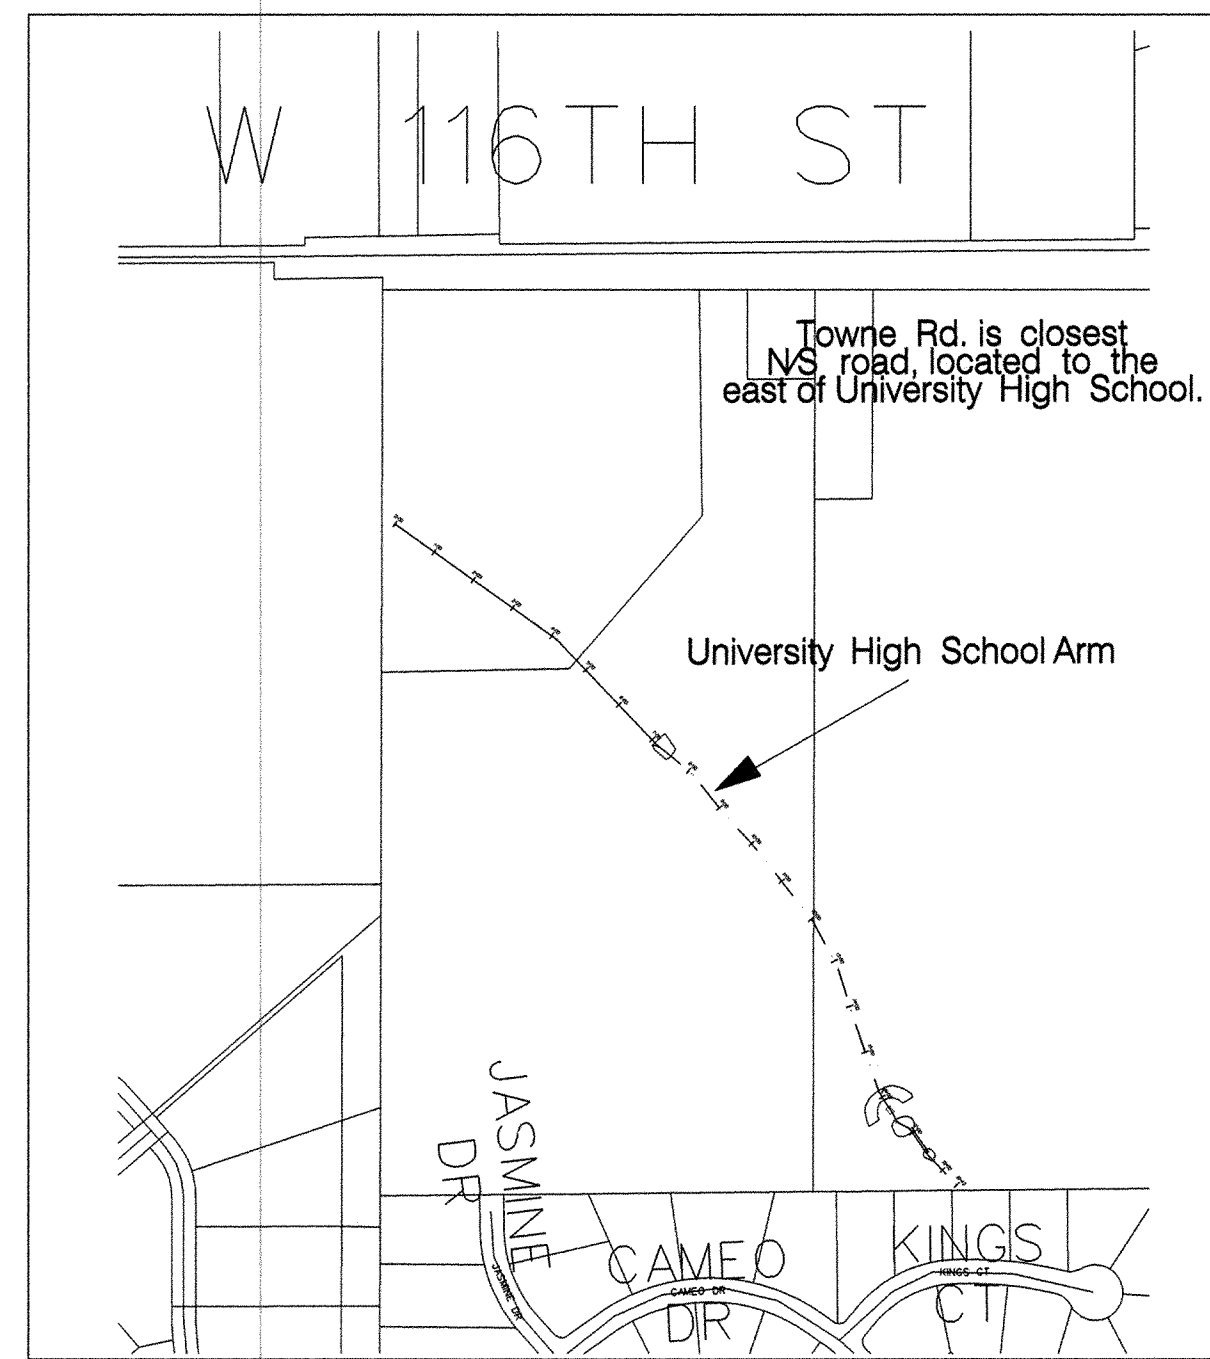 W 116TH ST
Towne Rd. is closest
N/S road, located to the
east of University High School.
University High School Arm
JASMINE
DR
CAMEO
DR
KINGS
CT
JASMINE DR
CAMEO DR
KINGS CT